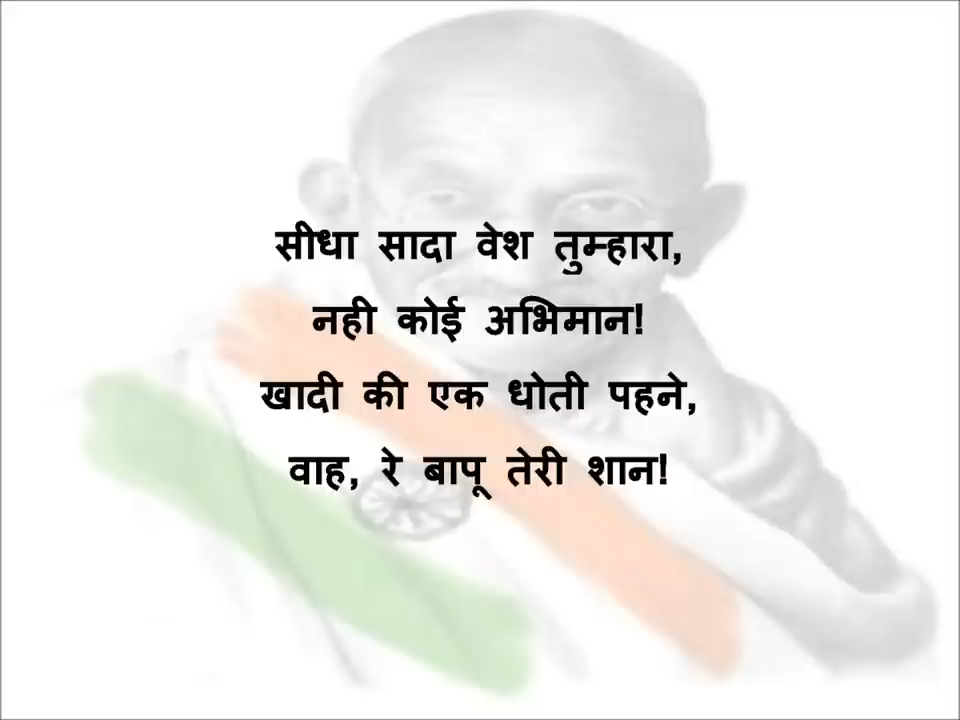 सीधा सादा वेश तुम्हारा,
नही कोई अभिमान!
खादी की एक धोती पहने,
वाह, रे बापू तेरी शान!